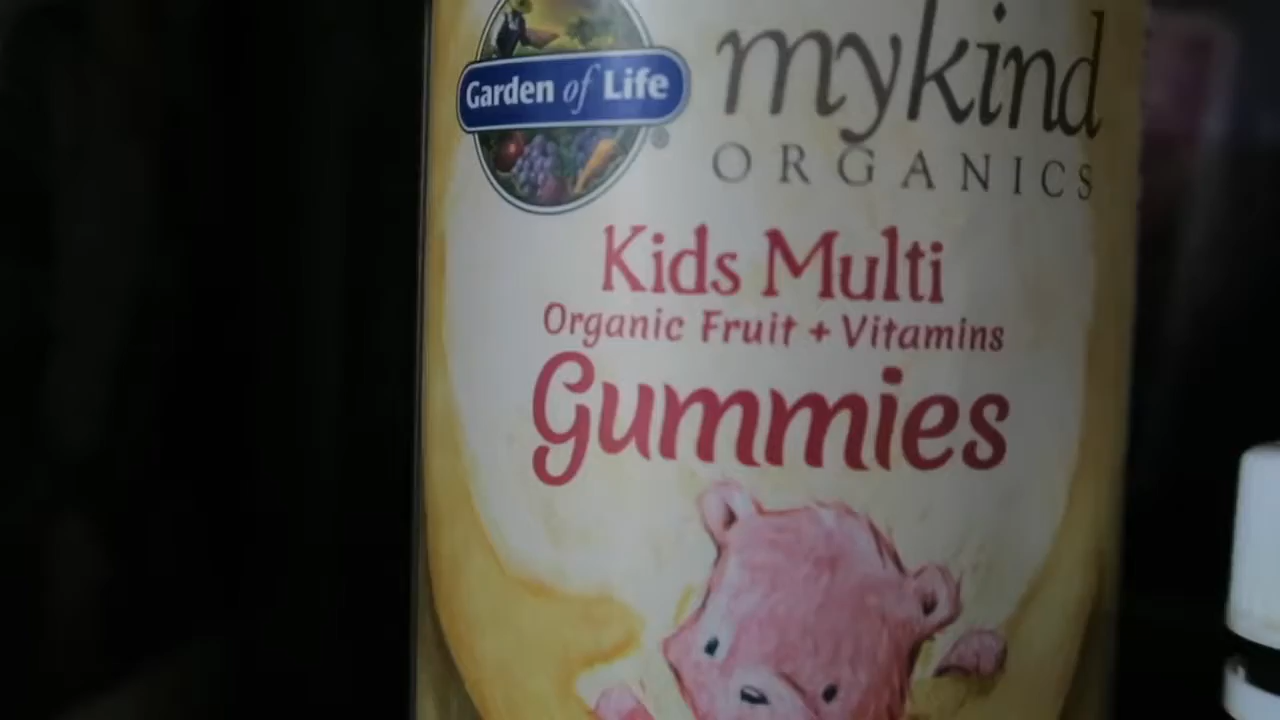 Garden of Life
®
mykind
ORGANICS
Kids Multi
Organic Fruit + Vitamins
Gummies